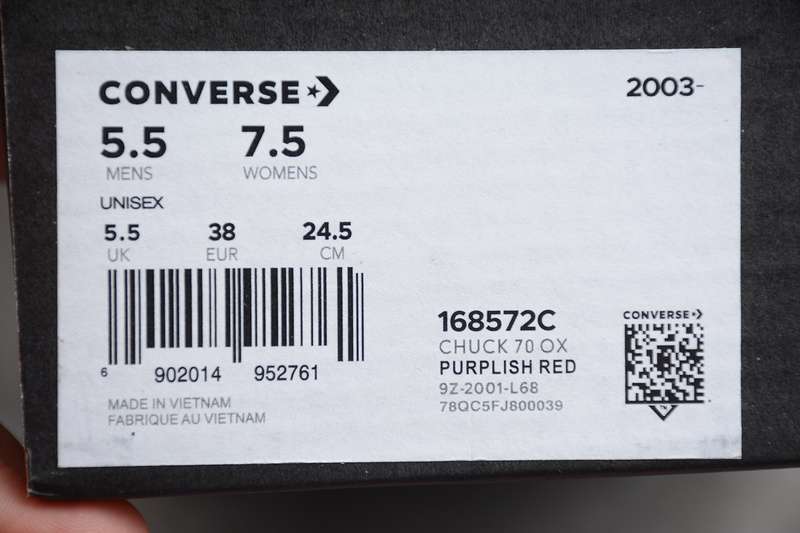 CONVERSE
2003-
5.5 7.5
MENS WOMENS
UNISEX
5.5 38 24.5
UK EUR CM
6 902014 952761
MADE IN VIETNAM
FABRIQUE AU VIETNAM
168572C
CHUCK 70 OX
PURPLISH RED
9Z-2001-L68
78QC5FJ800039
CONVERSE
TM